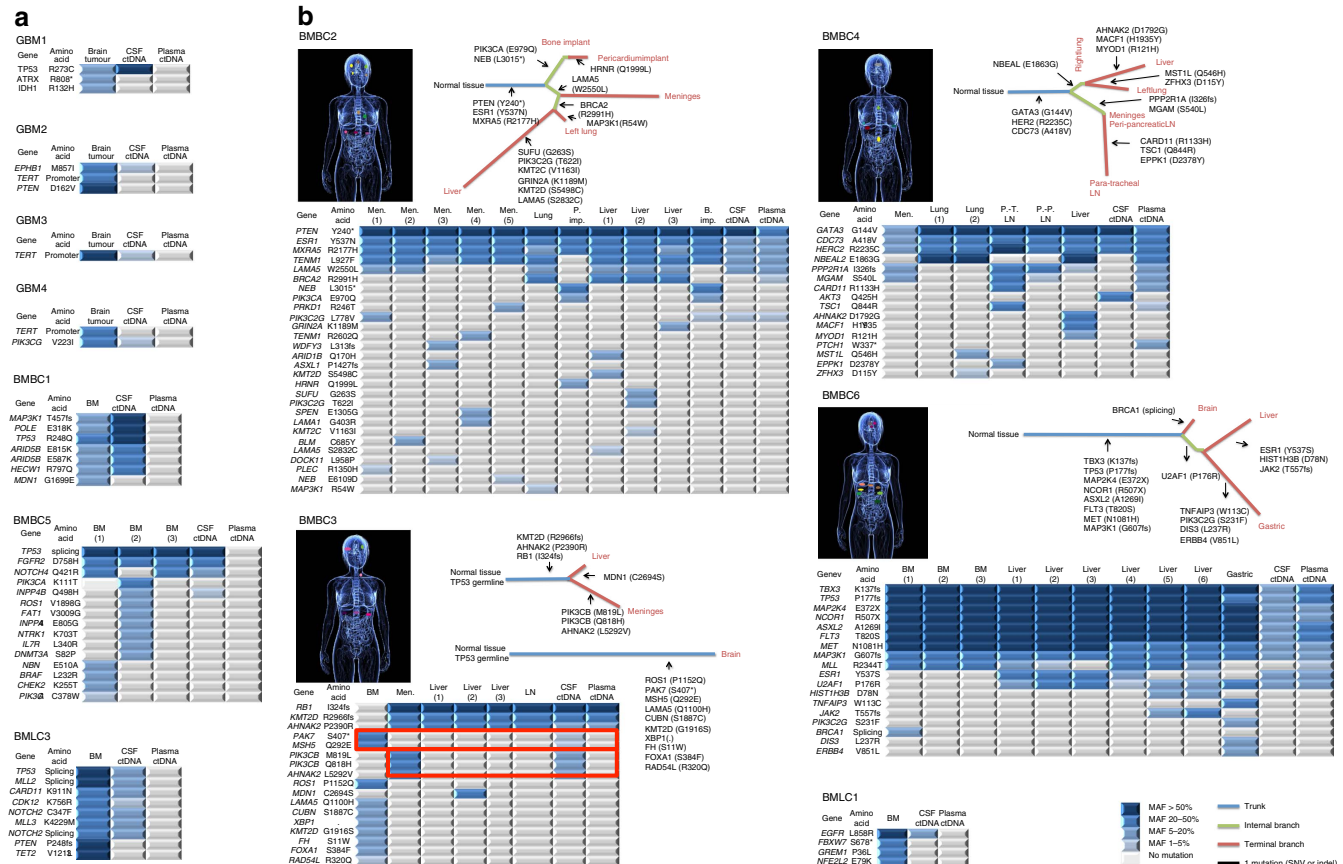 a
GBM1
Gene Amino acid Brain tumour CSF ctDNA Plasma ctDNA
TP53 R273C
ATRX R808*
IDH1 R132H
GBM2
Gene Amino acid Brain tumour CSF ctDNA Plasma ctDNA
EPHB1 M857I
TERT Promoter
PTEN D162V
GBM3
Gene Amino acid Brain tumour CSF ctDNA Plasma ctDNA
TERT Promoter
GBM4
Gene Amino acid Brain tumour CSF ctDNA Plasma ctDNA
TERT Promoter
PIK3CG V223I
BMBC1
Gene Amino acid BM CSF ctDNA Plasma ctDNA
MAP3K1 T457fs
POLE E318K
TP53 R248Q
ARID5B E815K
ARID5B E587K
HECW1 R797Q
MDN1 G1699E
BMBC5
Gene Amino acid BM (1) BM (2) BM (3) CSF ctDNA Plasma ctDNA
TP53 splicing
FGFR2 D758H
NOTCH4 Q421R
PIK3CA K111T
INPP4B Q498H
ROS1 V1898G
FAT1 V3009G
E805G
NTRK1 K703T
IL7R L340R
DNMT3A S82P
NBN E510A
BRAF L232R
CHEK2 K255T
C378W
BMLC3
Gene Amino acid BM CSF ctDNA Plasma ctDNA
TP53 Splicing
MLL2 Splicing
CARD11 K911N
CDK12 K756R
NOTCH2 C347F
MLL3 K4229M
NOTCH2 Splicing
PTEN P248fs
TET2
b
BMBC2
Normal tissue
PIK3CA (E979Q)
NEB (L3015*)
Bone implant
Pericardiumimplant
HRNR (Q1999L)
LAMA5
(W2550L)
Meninges
PTEN (Y240*)
ESR1 (Y537N)
MXRA5 (R2177H)
BRCA2
(R2991H)
MAP3K1(R54W)
Left lung
SUFU (G263S)
PIK3C2G (T622I)
KMT2C (V1163I)
GRIN2A (K1189M)
KMT2D (S5498C)
LAMA5 (S2832C)
Liver
Gene Amino acid Men. (1) Men. (2) Men. (3) Men. (4) Men. (5) Lung P. imp. Liver (1) Liver (2) Liver (3) B. imp. CSF ctDNA Plasma ctDNA
PTEN Y240*
ESR1 Y537N
MXRA5 R2177H
TENM1 L927F
LAMA5 W2550L
BRCA2 R2991H
NEB L3015*
PIK3CA E970Q
PRKD1 R246T
PIK3C2G L778V
GRIN2A K1189M
TENM1 R2602Q
WDFY3 L313fs
ARID1B Q170H
ASXL1 P1427fs
KMT2D S5498C
HRNR Q1999L
SUFU G263S
PIK3C2G T622I
SPEN E1305G
LAMA1 G403R
KMT2C V1163I
BLM C685Y
LAMA5 S2832C
DOCK11 L958P
PLEC R1350H
NEB E6109D
MAP3K1 R54W
BMBC3
KMT2D (R2966fs)
AHNAK2 (P2390R)
RB1 (I324fs)
Liver
Normal tissue
TP53 germline
MDN1 (C2694S)
Meninges
PIK3CB (M819L)
PIK3CB (Q818H)
AHNAK2 (L5292V)
Normal tissue
TP53 germline
Brain
ROS1 (P1152Q)
PAK7 (S407*)
MSH5 (Q292E)
LAMA5 (Q1100H)
CUBN (S1887C)
KMT2D (G1916S)
XBP1(.)
FH (S11W)
FOXA1 (S384F)
RAD54L (R320Q)
Gene Amino acid BM Men. Liver (1) Liver (2) Liver (3) LN CSF ctDNA Plasma ctDNA
RB1 I324fs
KMT2D R2966fs
AHNAK2 P2390R
PAK7 S407*
MSH5 Q292E
PIK3CB M819L
PIK3CB Q818H
AHNAK2 L5292V
ROS1 P1152Q
MDN1 C2694S
LAMA5 Q1100H
CUBN S1887C
XBP1 .
KMT2D G1916S
FH S11W
FOXA1 S384F
RAD54L R320Q
BMBC4
AHNAK2 (D1792G)
MACF1 (H1935Y)
MYOD1 (R121H)
NBEAL (E1863G)
Rightlung
Liver
MST1L (Q546H)
ZFHX3 (D115Y)
Leftlung
Normal tissue
PPP2R1A (I326fs)
MGAM (S540L)
GATA3 (G144V)
HER2 (R2235C)
CDC73 (A418V)
Meninges
Peri-pancreaticLN
CARD11 (R1133H)
TSC1 (Q844R)
EPPK1 (D2378Y)
Para-tracheal
LN
Gene Amino acid Men. Lung (1) Lung (2) P.-T. LN P.-P. LN Liver CSF ctDNA Plasma ctDNA
GATA3 G144V
CDC73 A418V
HERC2 R2235C
NBEAL2 E1863G
PPP2R1A I326fs
MGAM S540L
CARD11 R1133H
AKT3 Q425H
TSC1 Q844R
AHNAK2 D1792G
MACF1
MYOD1 R121H
PTCH1 W337*
MST1L Q546H
EPPK1 D2378Y
ZFHX3 D115Y
BMBC6
BRCA1 (splicing)
Brain
Liver
Normal tissue
ESR1 (Y537S)
HIST1H3B (D78N)
JAK2 (T557fs)
TBX3 (K137fs)
TP53 (P177fs)
MAP2K4 (E372X)
NCOR1 (R507X)
ASXL2 (A1269I)
FLT3 (T820S)
MET (N1081H)
MAP3K1 (G607fs)
U2AF1 (P176R)
TNFAIP3 (W113C)
PIK3C2G (S231F)
DIS3 (L237R)
ERBB4 (V851L)
Gastric
Genev Amino acid BM (1) BM (2) BM (3) Liver (1) Liver (2) Liver (3) Liver (4) Liver (5) Liver (6) Gastric CSF ctDNA Plasma ctDNA
TBX3 K137fs
TP53 P177fs
MAP2K4 E372X
NCOR1 R507X
ASXL2 A1269I
FLT3 T820S
MET N1081H
MAP3K1 G607fs
MLL R2344T
ESR1 Y537S
U2AF1 P176R
HIST1H3B D78N
TNFAIP3 W113C
JAK2 T557fs
PIK3C2G S231F
BRCA1 Splicing
DIS3 L237R
ERBB4 V851L
BMLC1
Gene Amino acid BM CSF ctDNA Plasma ctDNA
EGFR L858R
FBXW7 S678*
GREM1 P36L
NFE2L2 E79K
MAF > 50%
MAF 20–50%
MAF 5–20%
MAF 1–5%
No mutation
Trunk
Internal branch
Terminal branch
1 mutation (SNV or indel)